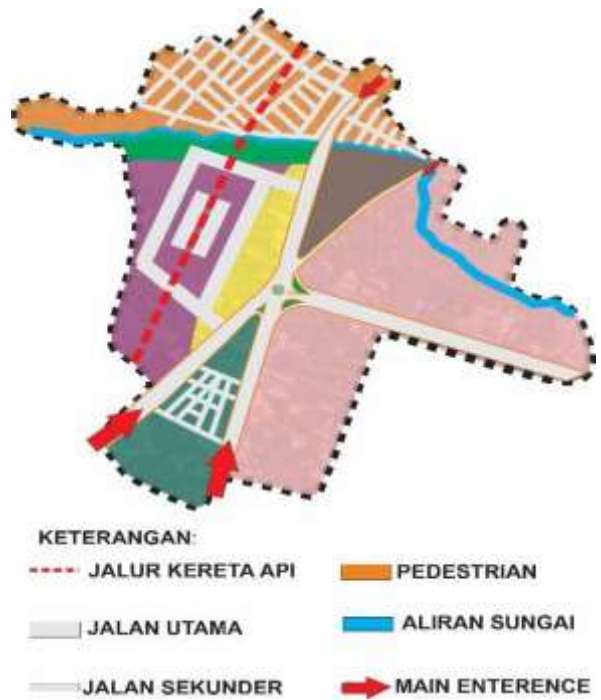 KETERANGAN:
JALUR KERETA API
PEDESTRIAN
JALAN UTAMA
ALIRAN SUNGAI
JALAN SEKUNDER
MAIN ENTERENCE